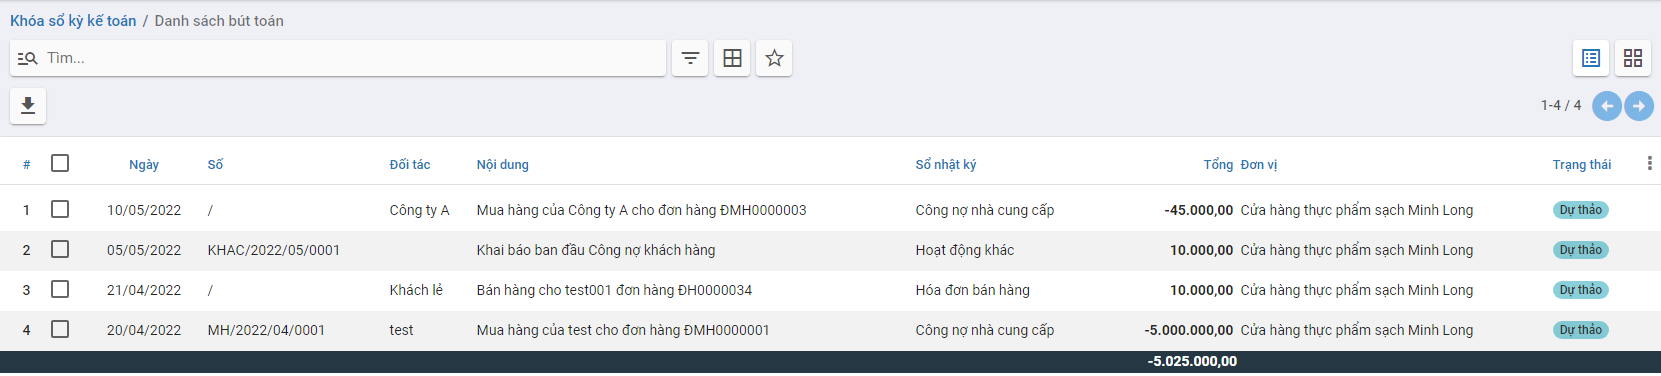 Khóa sổ kỳ kế toán / Danh sách bút toán
Tìm...
1-4 / 4
# Ngày Số Đối tác Nội dung Sổ nhật ký Tổng Đơn vị Trạng thái
1 10/05/2022 / Công ty A Mua hàng của Công ty A cho đơn hàng ĐMH0000003 Công nợ nhà cung cấp -45.000,00 Cửa hàng thực phẩm sạch Minh Long Dự thảo
2 05/05/2022 KHAC/2022/05/0001 Khai báo ban đầu Công nợ khách hàng Hoạt động khác 10.000,00 Cửa hàng thực phẩm sạch Minh Long Dự thảo
3 21/04/2022 / Khách lẻ Bán hàng cho test001 đơn hàng ĐH0000034 Hóa đơn bán hàng 10.000,00 Cửa hàng thực phẩm sạch Minh Long Dự thảo
4 20/04/2022 MH/2022/04/0001 test Mua hàng của test cho đơn hàng ĐMH0000001 Công nợ nhà cung cấp -5.000.000,00 Cửa hàng thực phẩm sạch Minh Long Dự thảo
-5.025.000,00